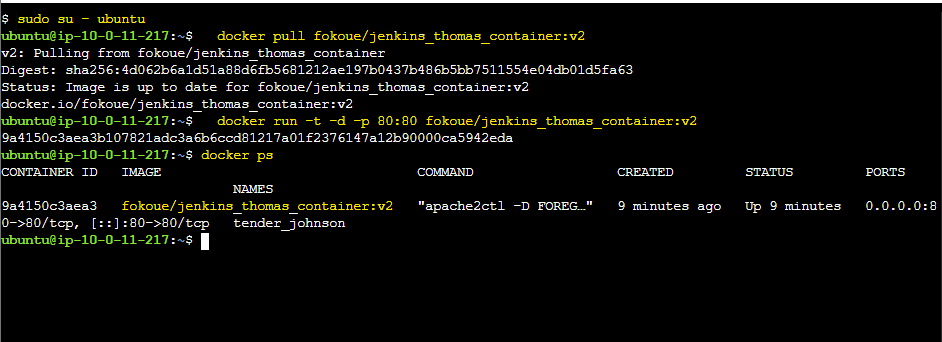 $ sudo su - ubuntu
ubuntu@ip-10-0-11-217:~$   docker pull fokoue/jenkins_thomas_container:v2
v2: Pulling from fokoue/jenkins_thomas_container
Digest: sha256:4d062b6a1d51a88d6fb5681212ae197b0437b486b5bb7511554e04db01d5fa63
Status: Image is up to date for fokoue/jenkins_thomas_container:v2
docker.io/fokoue/jenkins_thomas_container:v2
ubuntu@ip-10-0-11-217:~$   docker run -t -d -p 80:80 fokoue/jenkins_thomas_container:v2
9a4150c3aea3b107821adc3a6b6ccd81217a01f2376147a12b90000ca5942eda
ubuntu@ip-10-0-11-217:~$ docker ps
CONTAINER ID   IMAGE                                COMMAND                  CREATED         STATUS         PORTS
                             NAMES
9a4150c3aea3   fokoue/jenkins_thomas_container:v2   "apache2ctl -D FOREG…"   9 minutes ago   Up 9 minutes   0.0.0.0:8
0->80/tcp, [::]:80->80/tcp   tender_johnson
ubuntu@ip-10-0-11-217:~$